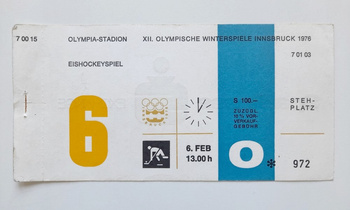 7 00 15 OLYMPIA-STADION XII. OLYMPISCHE WINTERSPIELE INNSBRUCK 1976
7 01 03
EISHOCKEYSPIEL
6
S 100.—
ZUZÜGL.
10 % VOR-
VERKAUF-
GEBÜHR
STEH-
PLATZ
6. FEB
13.00 h
O* 972